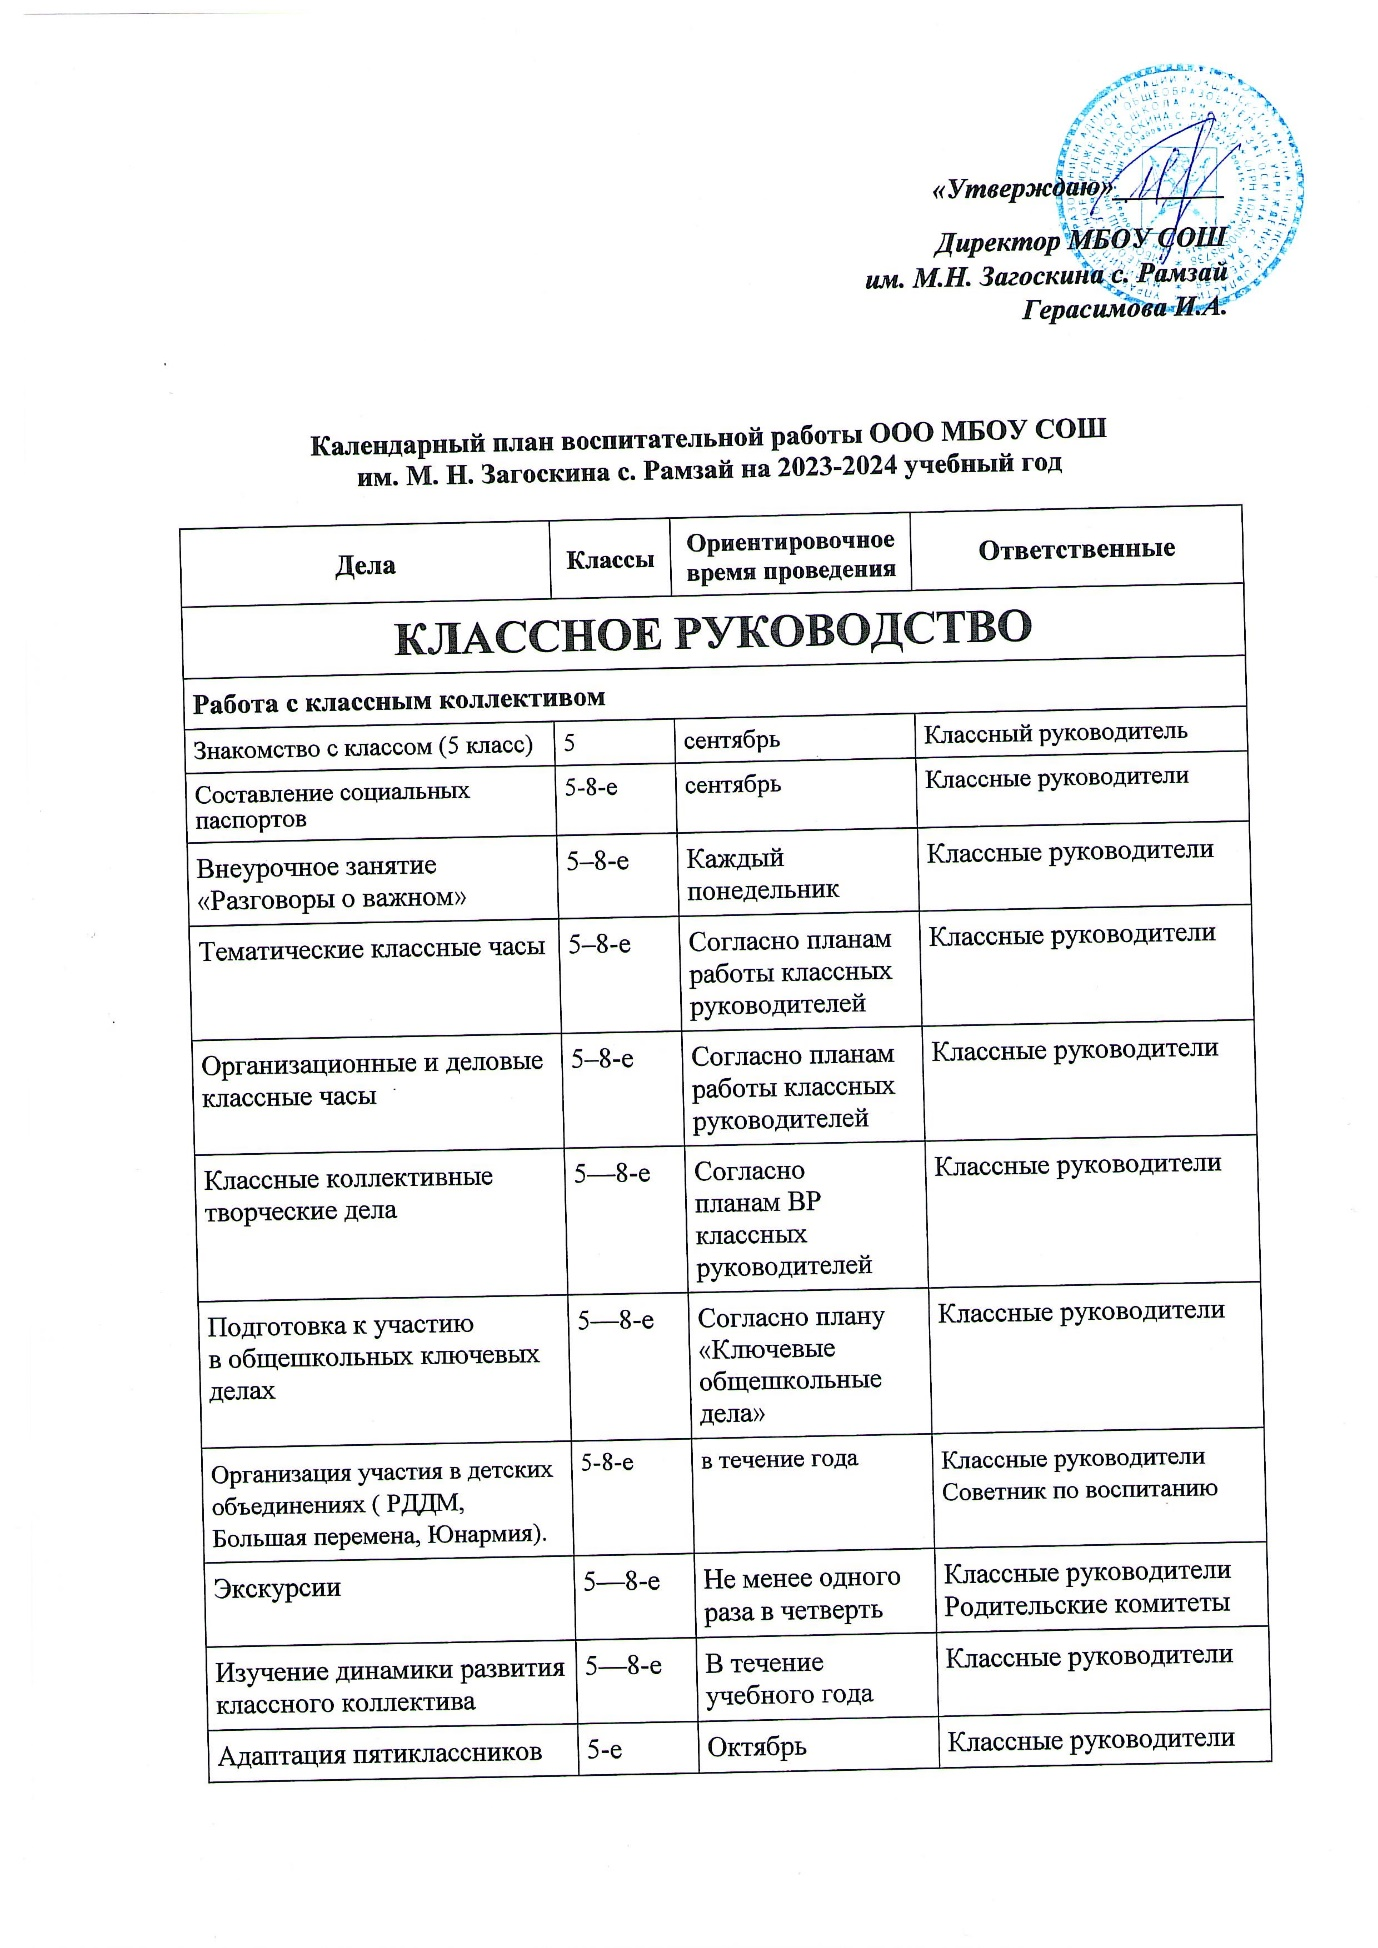 «Утверждаю»________
Директор МБОУ СОШ
им. М.Н. Загоскина с. Рамзай
Герасимова И.А.
Календарный план воспитательной работы ООО МБОУ СОШ
им. М. Н. Загоскина с. Рамзай на 2023-2024 учебный год
Дела
Классы
Ориентировочное
время проведения
Ответственные
КЛАССНОЕ РУКОВОДСТВО
Работа с классным коллективом
Знакомство с классом (5 класс)
5
сентябрь
Классный руководитель
Составление социальных
паспортов
5-8-е
сентябрь
Классные руководители
Внеурочное занятие
«Разговоры о важном»
5–8-е
Каждый
понедельник
Классные руководители
Тематические классные часы
5–8-е
Согласно планам
работы классных
руководителей
Классные руководители
Организационные и деловые
классные часы
5–8-е
Согласно планам
работы классных
руководителей
Классные руководители
Классные коллективные
творческие дела
5—8-е
Согласно
планам ВР
классных
руководителей
Классные руководители
Подготовка к участию
в общешкольных ключевых
делах
5—8-е
Согласно плану
«Ключевые
общешкольные
дела»
Классные руководители
Организация участия в детских
объединениях ( РДДМ,
Большая перемена, Юнармия).
5-8-е
в течение года
Классные руководители
Советник по воспитанию
Экскурсии
5—8-е
Не менее одного
раза в четверть
Классные руководители
Родительские комитеты
Изучение динамики развития
классного коллектива
5—8-е
В течение
учебного года
Классные руководители
Адаптация пятиклассников
5-е
Октябрь
Классные руководители